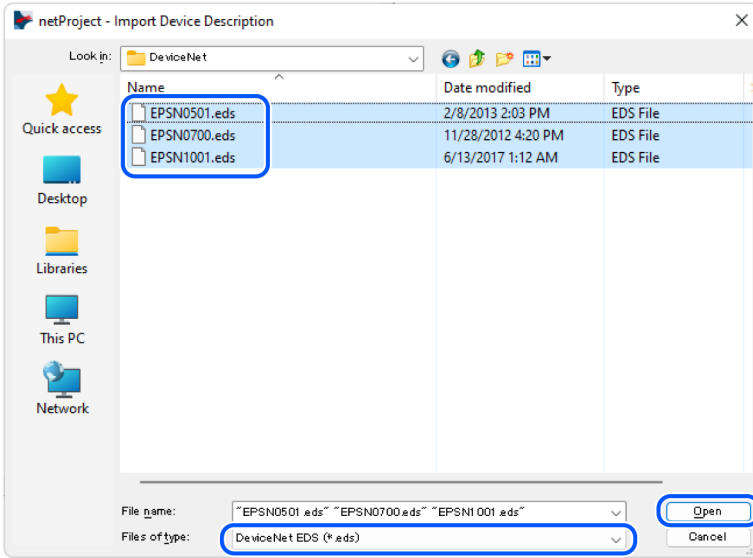 netProject - Import Device Description
Look in: DeviceNet
Name Date modified Type
EPSN0501.eds 2/8/2013 2:03 PM EDS File
EPSN0700.eds 11/28/2012 4:20 PM EDS File
EPSN1001.eds 6/13/2017 1:12 AM EDS File
Quick access
Desktop
Libraries
This PC
Network
File name: "EPSN0501.eds" "EPSN0700.eds" "EPSN1001.eds" Open
Files of type: DeviceNet EDS (*.eds) Cancel